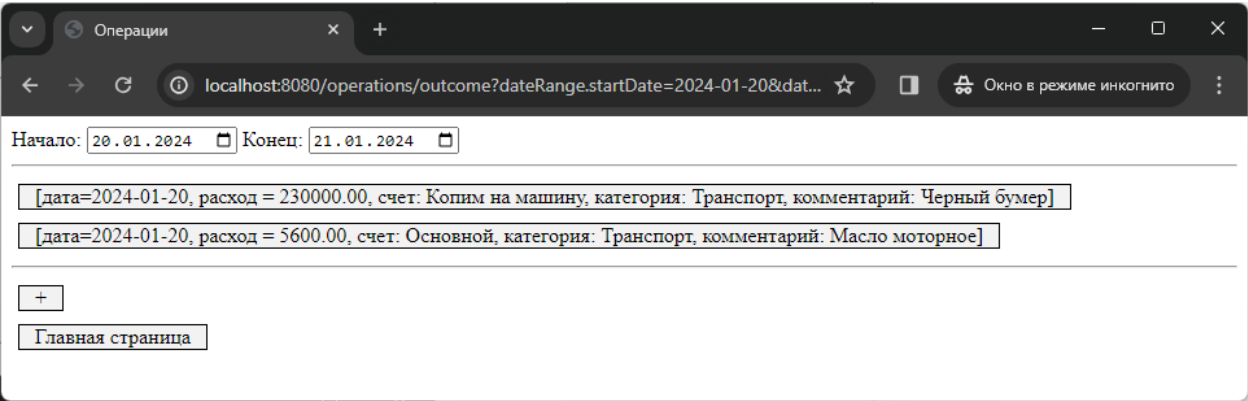 Операции
localhost:8080/operations/outcome?dateRange.startDate=2024-01-20&dat...
Окно в режиме инкогнито
Начало: 20.01.2024 Конец: 21.01.2024
[дата=2024-01-20, расход = 230000.00, счет: Копим на машину, категория: Транспорт, комментарий: Черный бумер]
[дата=2024-01-20, расход = 5600.00, счет: Основной, категория: Транспорт, комментарий: Масло моторное]
+
Главная страница